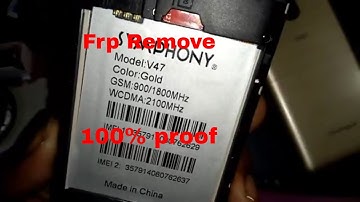 Frp Remove
SYMPHONY®
Model:V47
Color:Gold
GSM:900/1800MHz
WCDMA:2100MHz
100% proof
IMEI 2: 357914060762637
Made in China